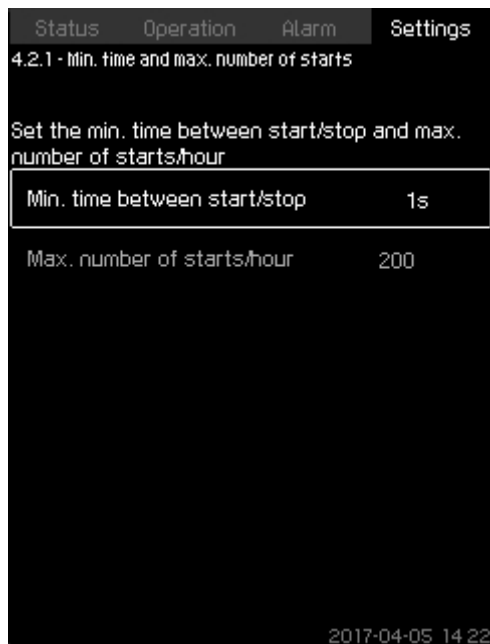 Status Operation Alarm Settings
4.2.1 - Min. time and max. number of starts
Set the min. time between start/stop and max.
number of starts/hour
Min. time between start/stop 1s
Max. number of starts/hour 200
2017-04-05 14:22